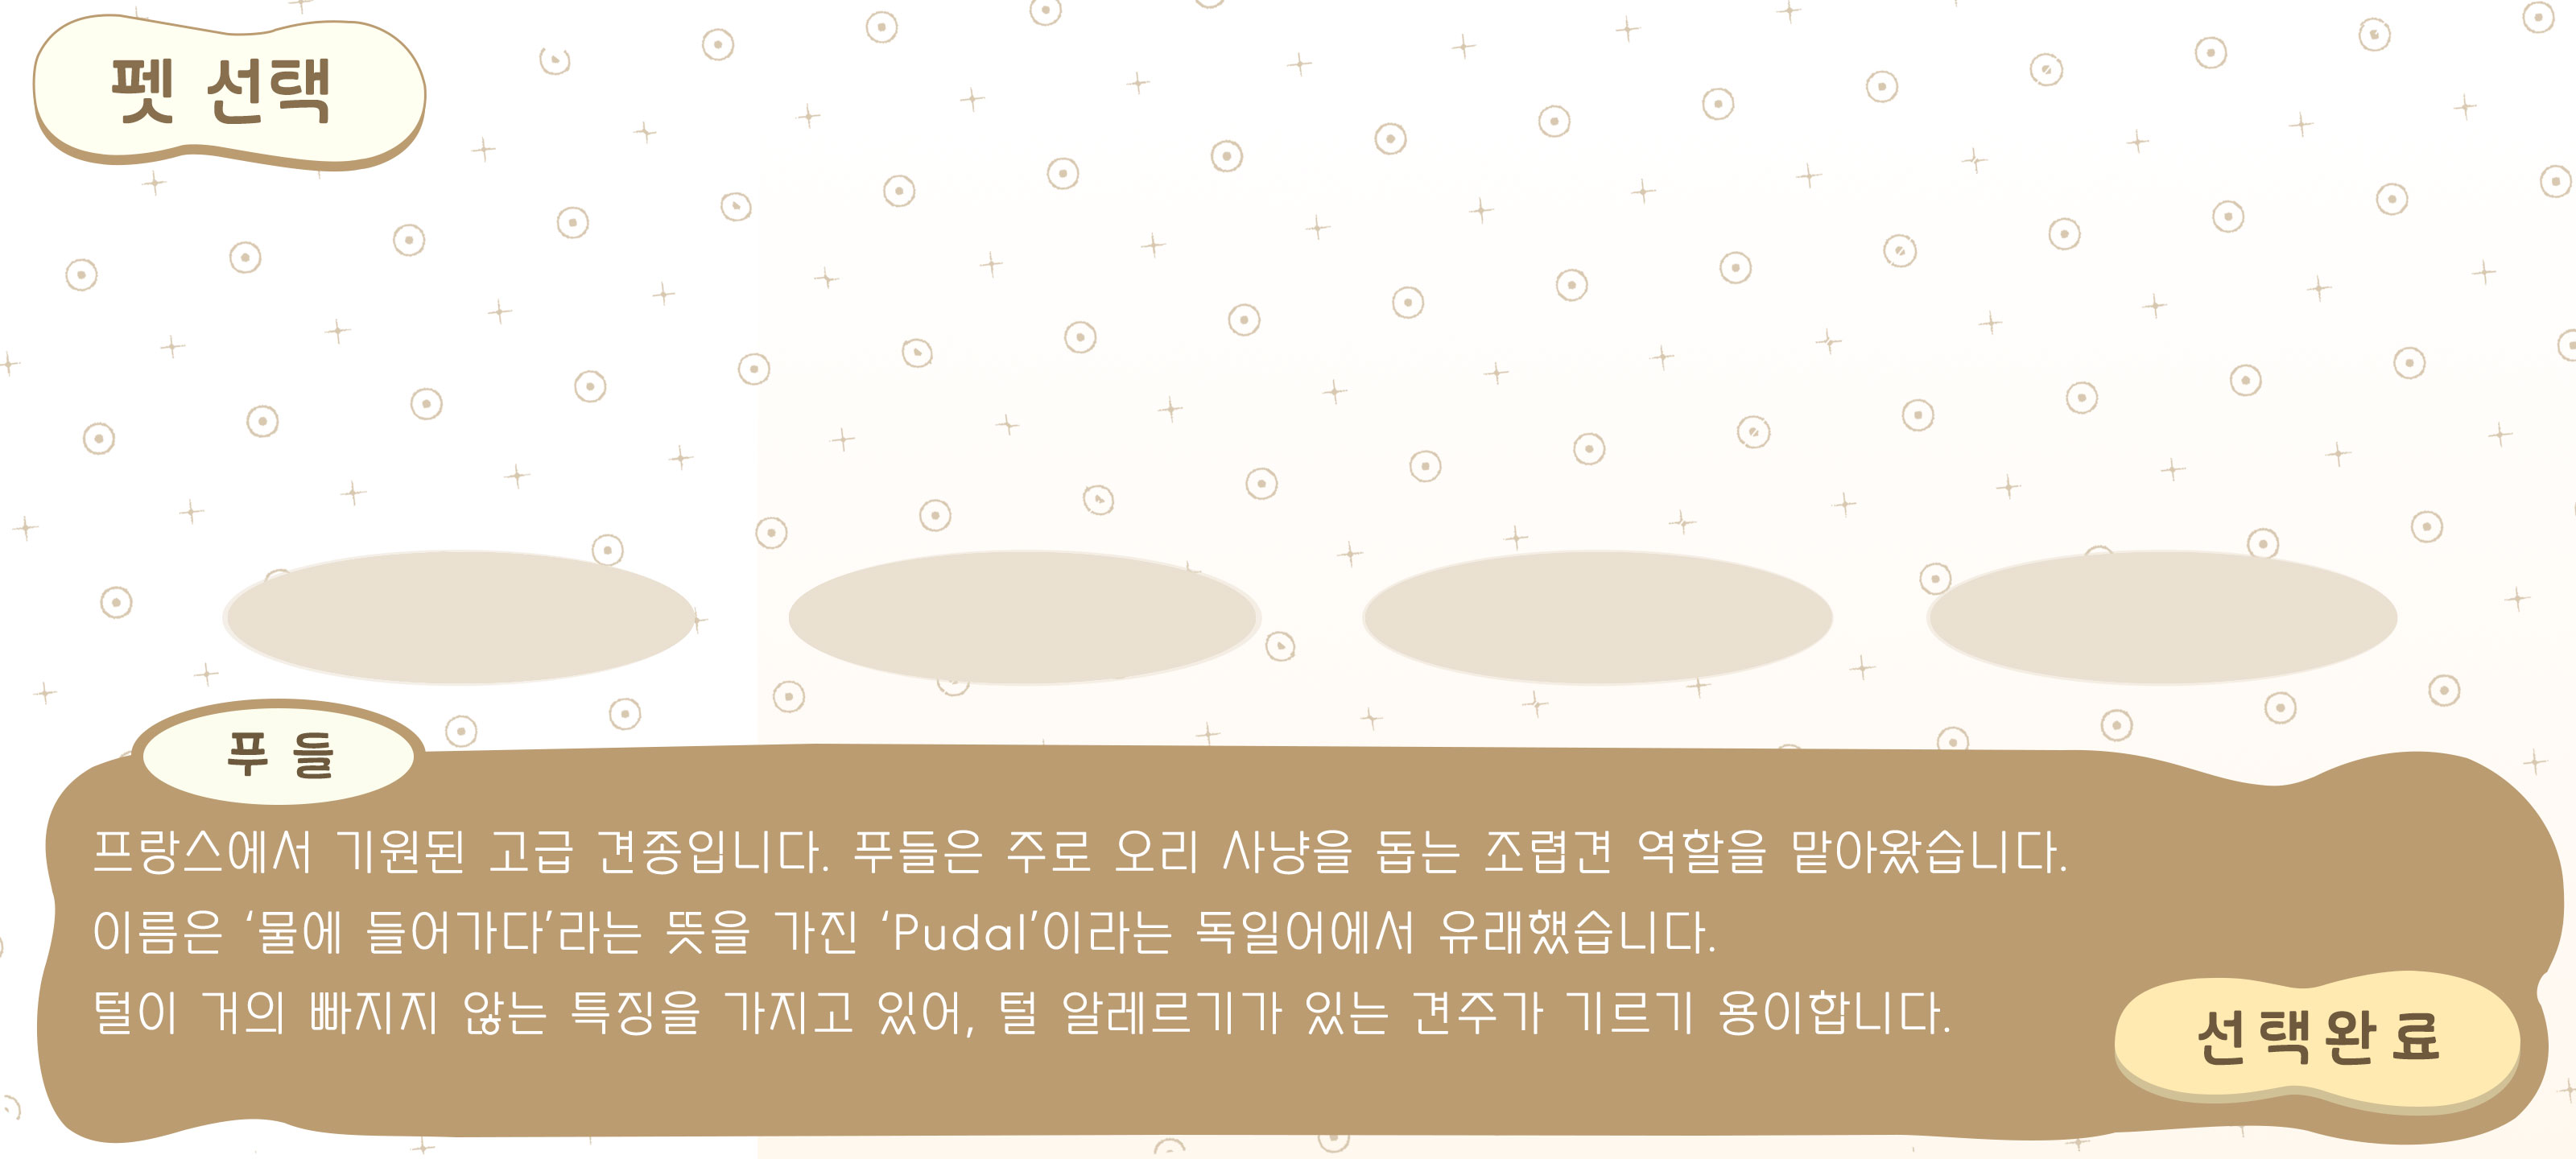 펫 선택
푸 들
프랑스에서 기원된 고급 견종입니다. 푸들은 주로 오리 사냥을 돕는 조렵견 역할을 맡아왔습니다.
이름은 ‘물에 들어가다’라는 뜻을 가진 ‘Pudal’이라는 독일어에서 유래했습니다.
털이 거의 빠지지 않는 특징을 가지고 있어, 털 알레르기가 있는 견주가 기르기 용이합니다.
선택완료